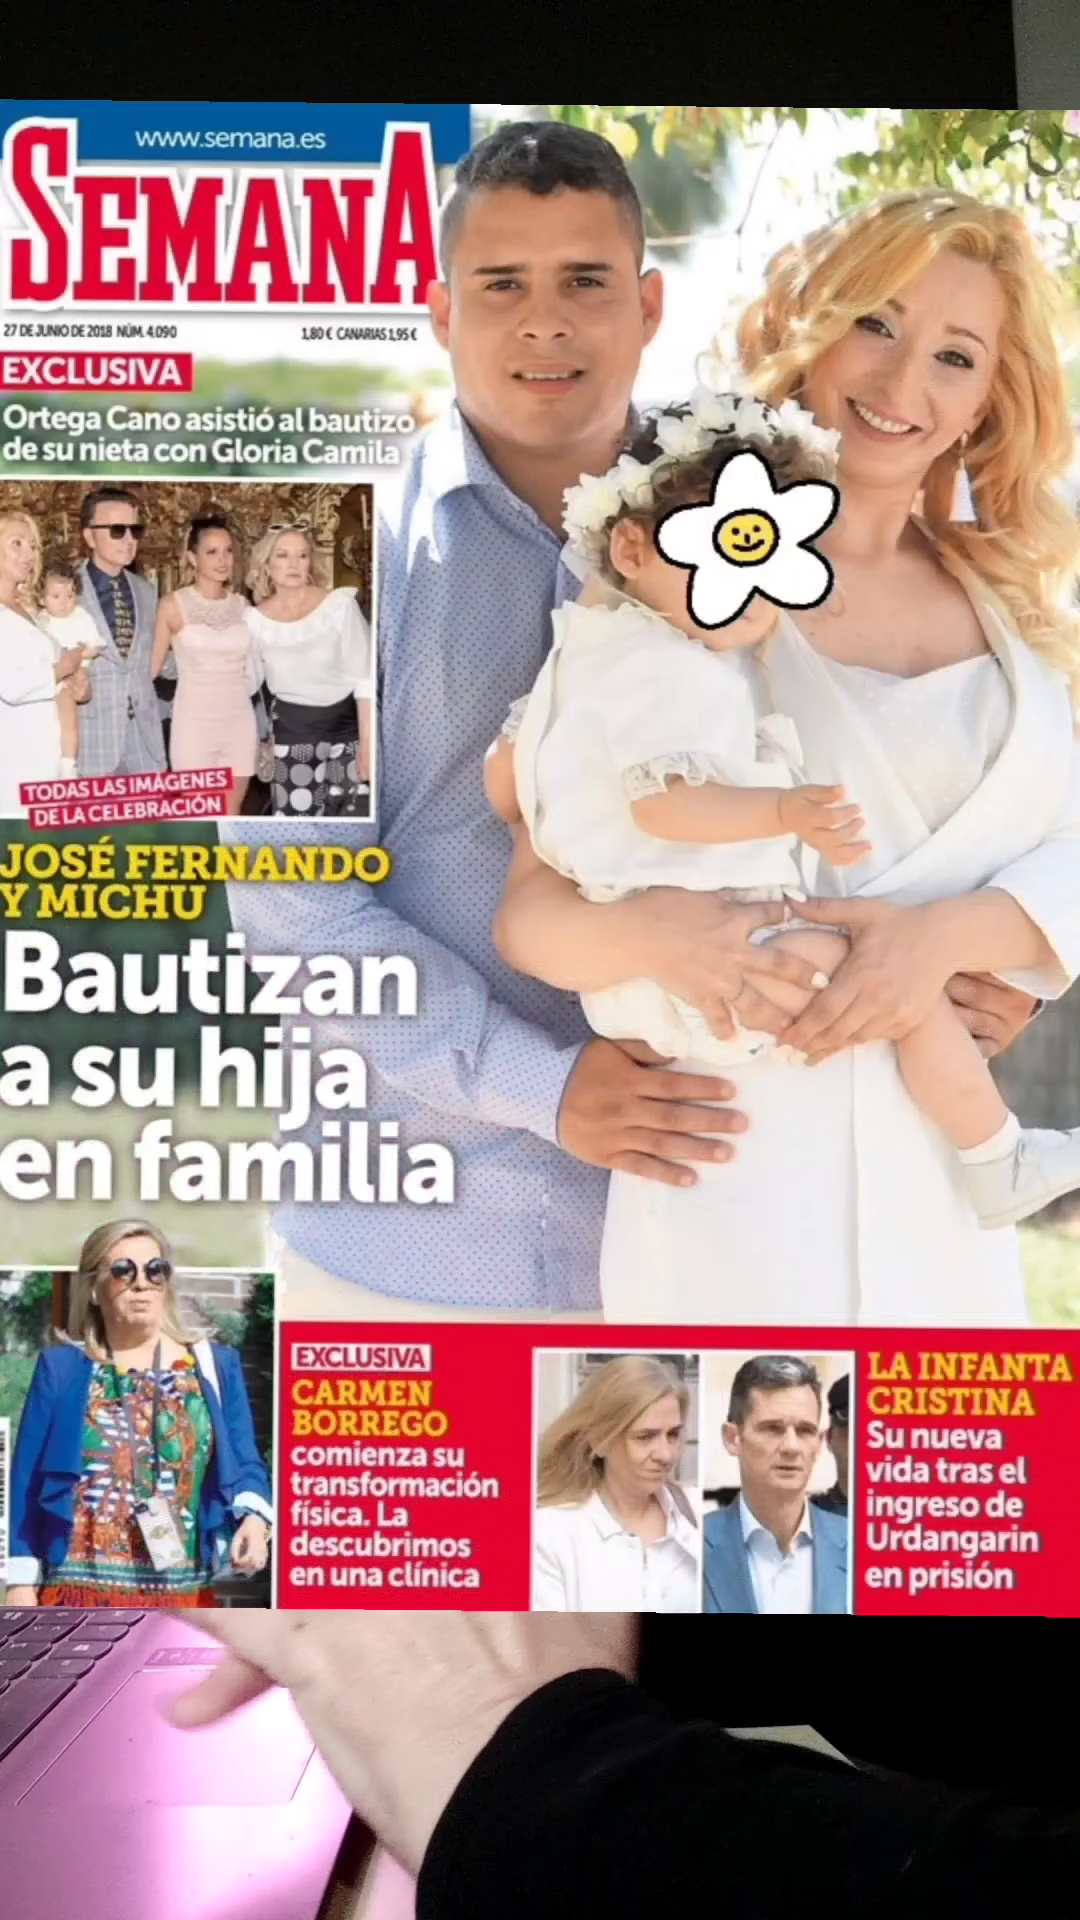 www.semana.es
SEMANA
27 DE JUNIO DE 2018 NÚM. 4.090
1,80 € CANARIAS 1,95 €
EXCLUSIVA
Ortega Cano asistió al bautizo
de su nieta con Gloria Camila
TODAS LAS IMÁGENES
DE LA CELEBRACIÓN
JOSÉ FERNANDO
Y MICHU
Bautizan
a su hija
en familia
EXCLUSIVA
CARMEN
BORREGO
comienza su
transformación
física. La
descubrimos
en una clínica
LA INFANTA
CRISTINA
Su nueva
vida tras el
ingreso de
Urdangarin
en prisión